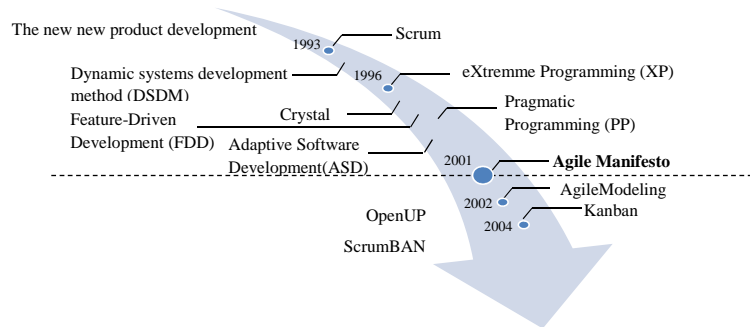 The new new product development
1993
Scrum
Dynamic systems development
method (DSDM)
1996
eXtremme Programming (XP)
Crystal
Pragmatic
Programming (PP)
Feature-Driven
Development (FDD)
Adaptive Software
Development(ASD)
2001
Agile Manifesto
2002
AgileModeling
OpenUP
2004
Kanban
ScrumBAN